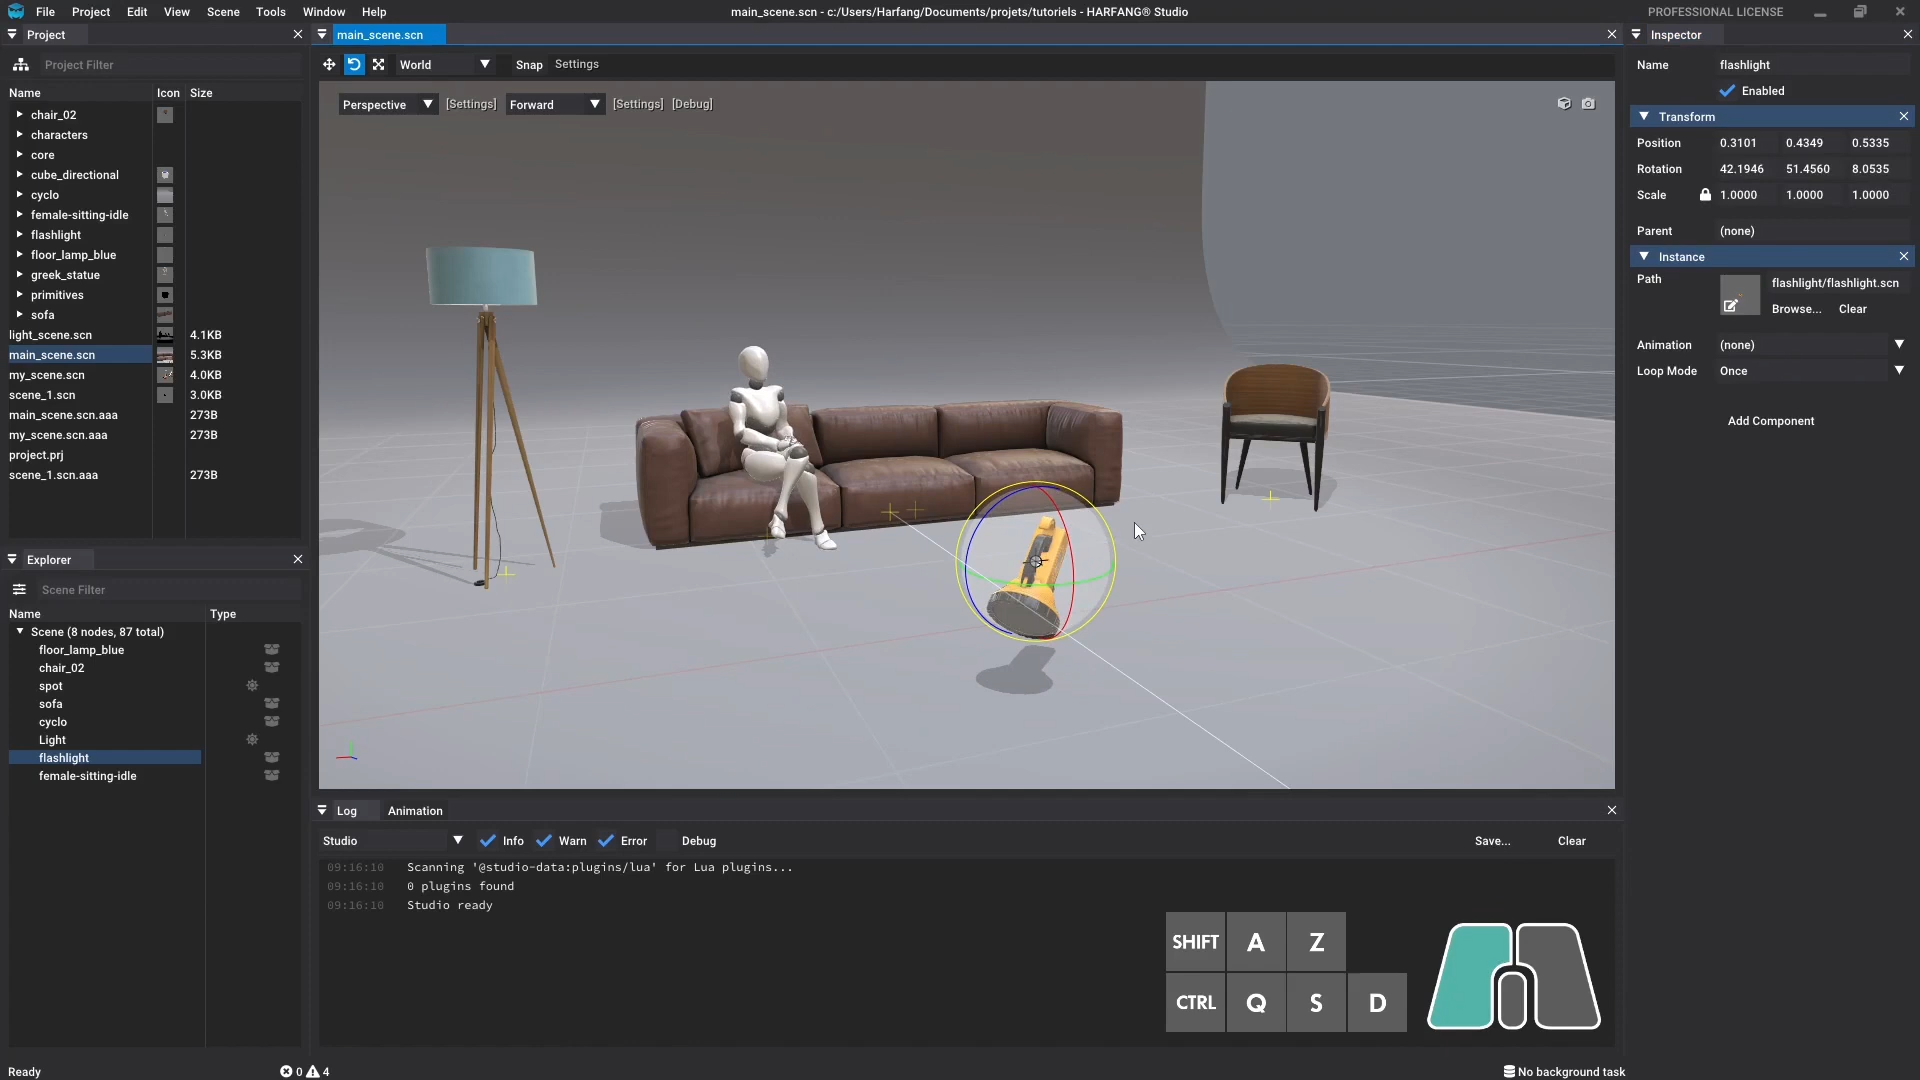 File Project Edit View Scene Tools Window Help
main_scene.scn - c:/Users/Harfang/Documents/projets/tutoriels - HARFANG® Studio
PROFESSIONAL LICENSE
Project
Project Filter
Name Icon Size
chair_02
characters
core
cube_directional
cyclo
female-sitting-idle
flashlight
floor_lamp_blue
greek_statue
primitives
sofa
light_scene.scn 4.1KB
main_scene.scn 5.3KB
my_scene.scn 4.0KB
scene_1.scn 3.0KB
main_scene.scn.aaa 273B
my_scene.scn.aaa 273B
project.prj
scene_1.scn.aaa 273B
Explorer
Scene Filter
Name Type
Scene (8 nodes, 87 total)
floor_lamp_blue
chair_02
spot
sofa
cyclo
Light
flashlight
female-sitting-idle
main_scene.scn
World Snap Settings
Perspective [Settings] Forward [Settings] [Debug]
Log Animation
Studio Info Warn Error Debug Save... Clear
09:16:10 Scanning '@studio-data:plugins/lua' for Lua plugins...
09:16:10 0 plugins found
09:16:10 Studio ready
SHIFT A Z
CTRL Q S D
Inspector
Name flashlight
Enabled
Transform
Position 0.3101 0.4349 0.5335
Rotation 42.1946 51.4560 8.0535
Scale 1.0000 1.0000 1.0000
Parent (none)
Instance
Path flashlight/flashlight.scn
Browse... Clear
Animation (none)
Loop Mode Once
Add Component
Ready 0 4 No background task